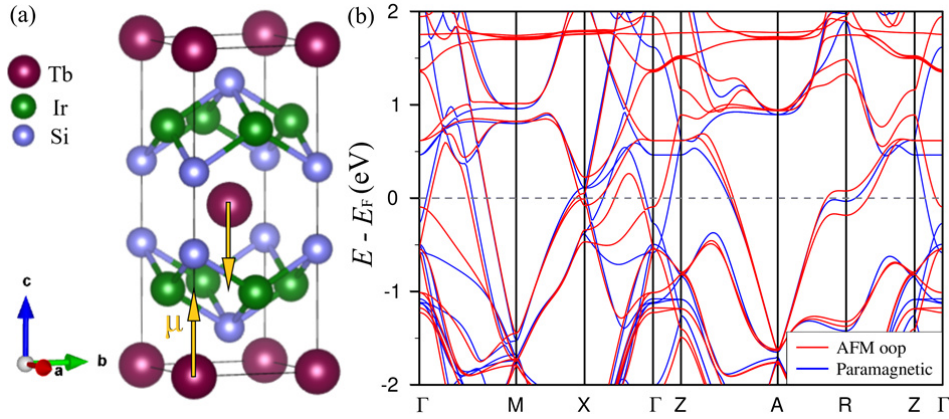 (a)
Tb
Ir
Si
μ
c
b
a
(b)
E - EF (eV)
2
1
0
-1
-2
AFM oop
Paramagnetic
Γ M X Γ Z A R Z Γ